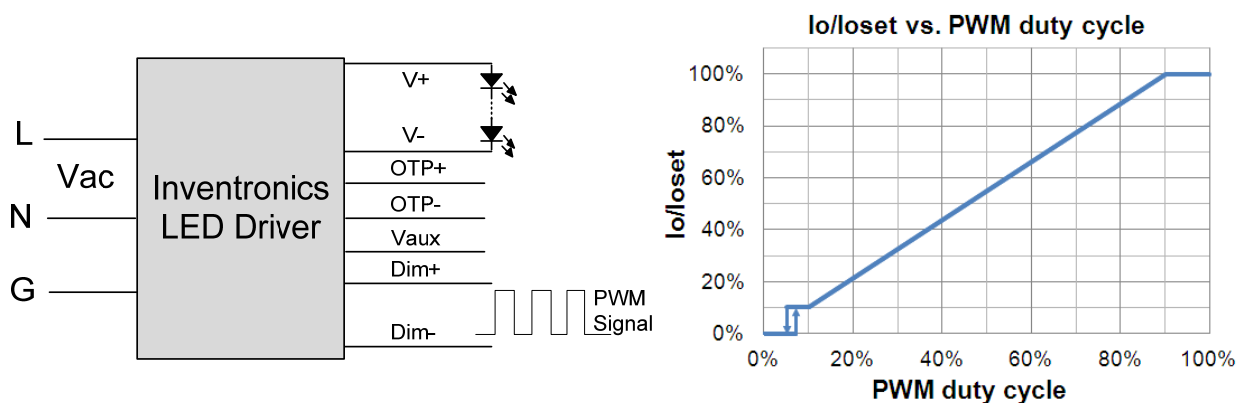 L
Vac
N
G
Inventronics
LED Driver
V+
V-
OTP+
OTP-
Vaux
Dim+
Dim-
PWM
Signal
Io/Ioset vs. PWM duty cycle
Io/Ioset
100%
80%
60%
40%
20%
0%
0% 20% 40% 60% 80% 100%
PWM duty cycle